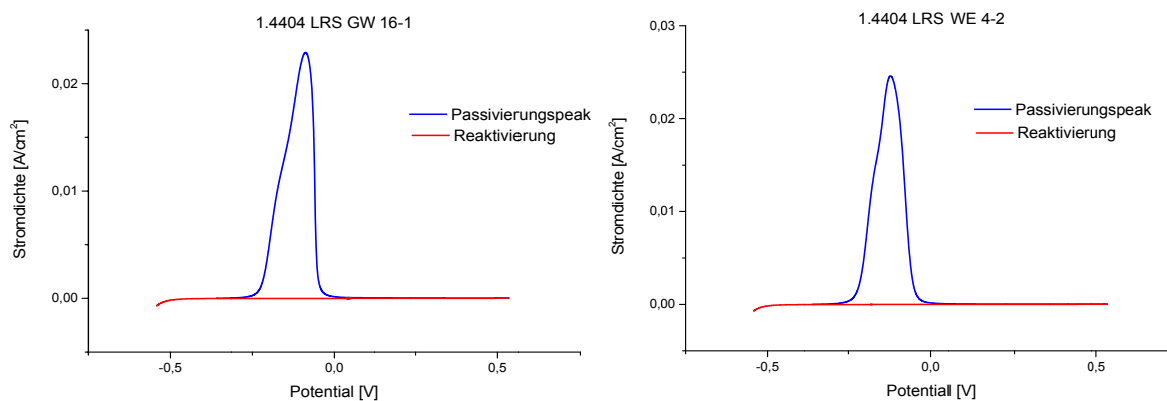 1.4404 LRS GW 16-1
0,02
0,01
0,00
Stromdichte [A/cm²]
Passivierungspeak
Reaktivierung
-0,5
0,0
0,5
Potential [V]
1.4404 LRS WE 4-2
0,03
0,02
0,01
0,00
Stromdichte [A/cm²]
Passivierungspeak
Reaktivierung
-0,5
0,0
0,5
Potentiall [V]